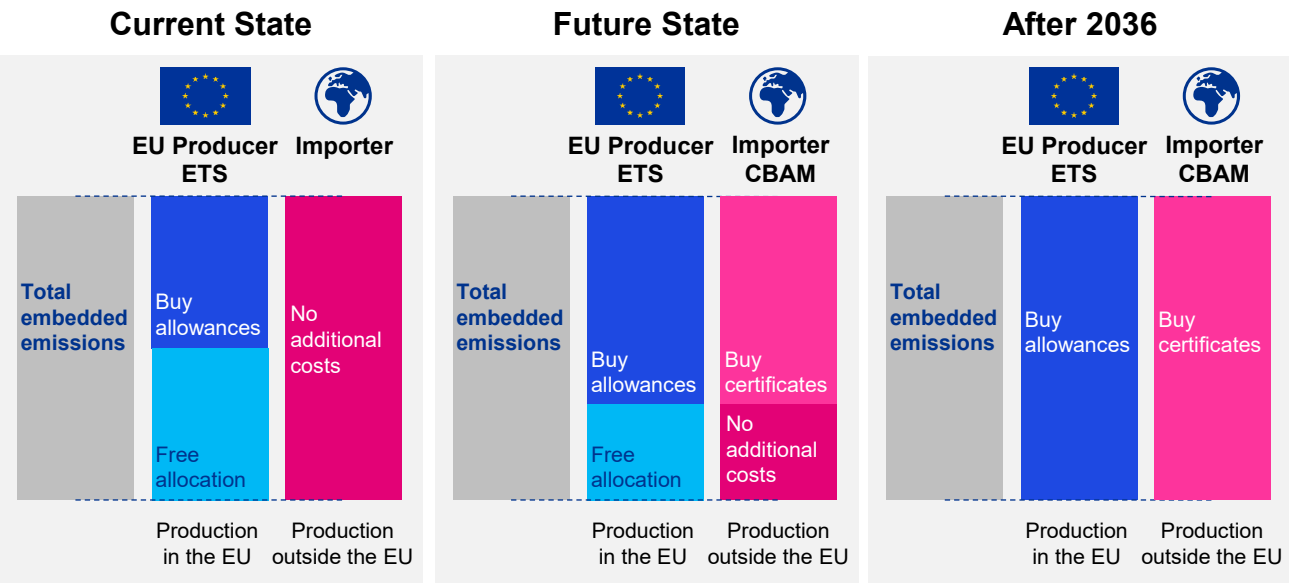 Current State
EU Producer
ETS
Importer
Total
embedded
emissions
Buy
allowances
Free
allocation
No
additional
costs
Production
in the EU
Production
outside the EU
Future State
EU Producer
ETS
Importer
CBAM
Total
embedded
emissions
Buy
allowances
Free
allocation
Buy
certificates
No
additional
costs
Production
in the EU
Production
outside the EU
After 2036
EU Producer
ETS
Importer
CBAM
Total
embedded
emissions
Buy
allowances
Buy
certificates
Production
in the EU
Production
outside the EU